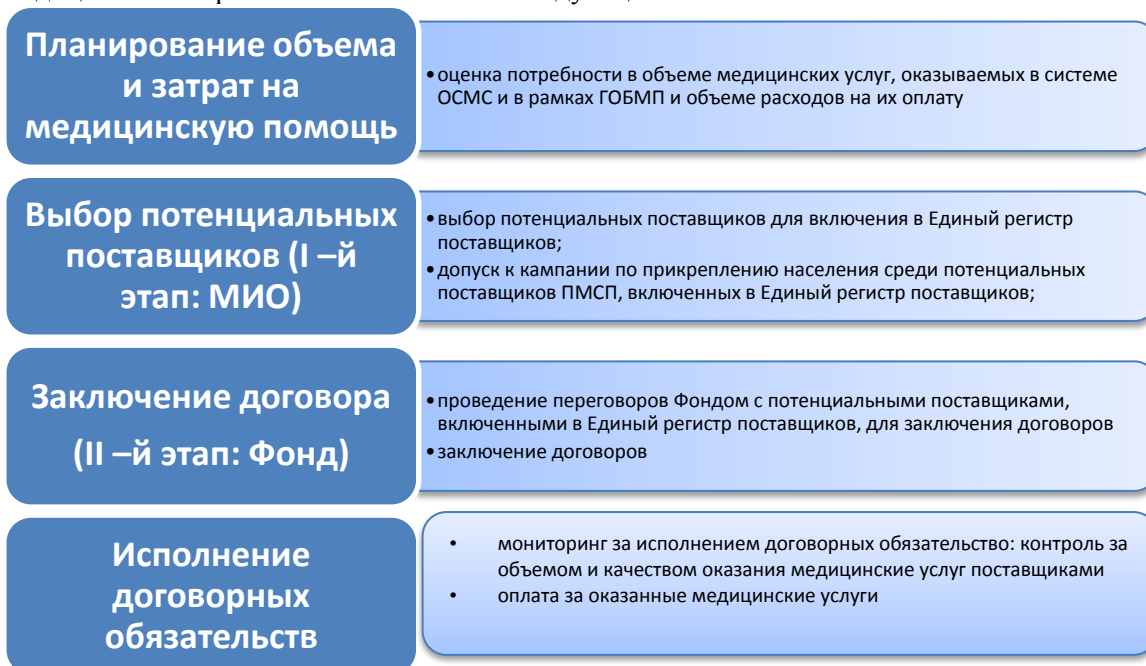 Планирование объема
и затрат на
медицинскую помощь
•оценка потребности в объеме медицинских услуг, оказываемых в системе
ОСМС и в рамках ГОБМП и объеме расходов на их оплату
Выбор потенциальных
поставщиков (I –й
этап: МИО)
•выбор потенциальных поставщиков для включения в Единый регистр
поставщиков;
•допуск к кампании по прикреплению населения среди потенциальных
поставщиков ПМСП, включенных в Единый регистр поставщиков;
Заключение договора
(II –й этап: Фонд)
•проведение переговоров Фондом с потенциальными поставщиками,
включенными в Единый регистр поставщиков, для заключения договоров
•заключение договоров
Исполнение
договорных
обязательств
• мониторинг за исполнением договорных обязательство: контроль за
объемом и качеством оказания медицинские услуг поставщиками
• оплата за оказанные медицинские услуги